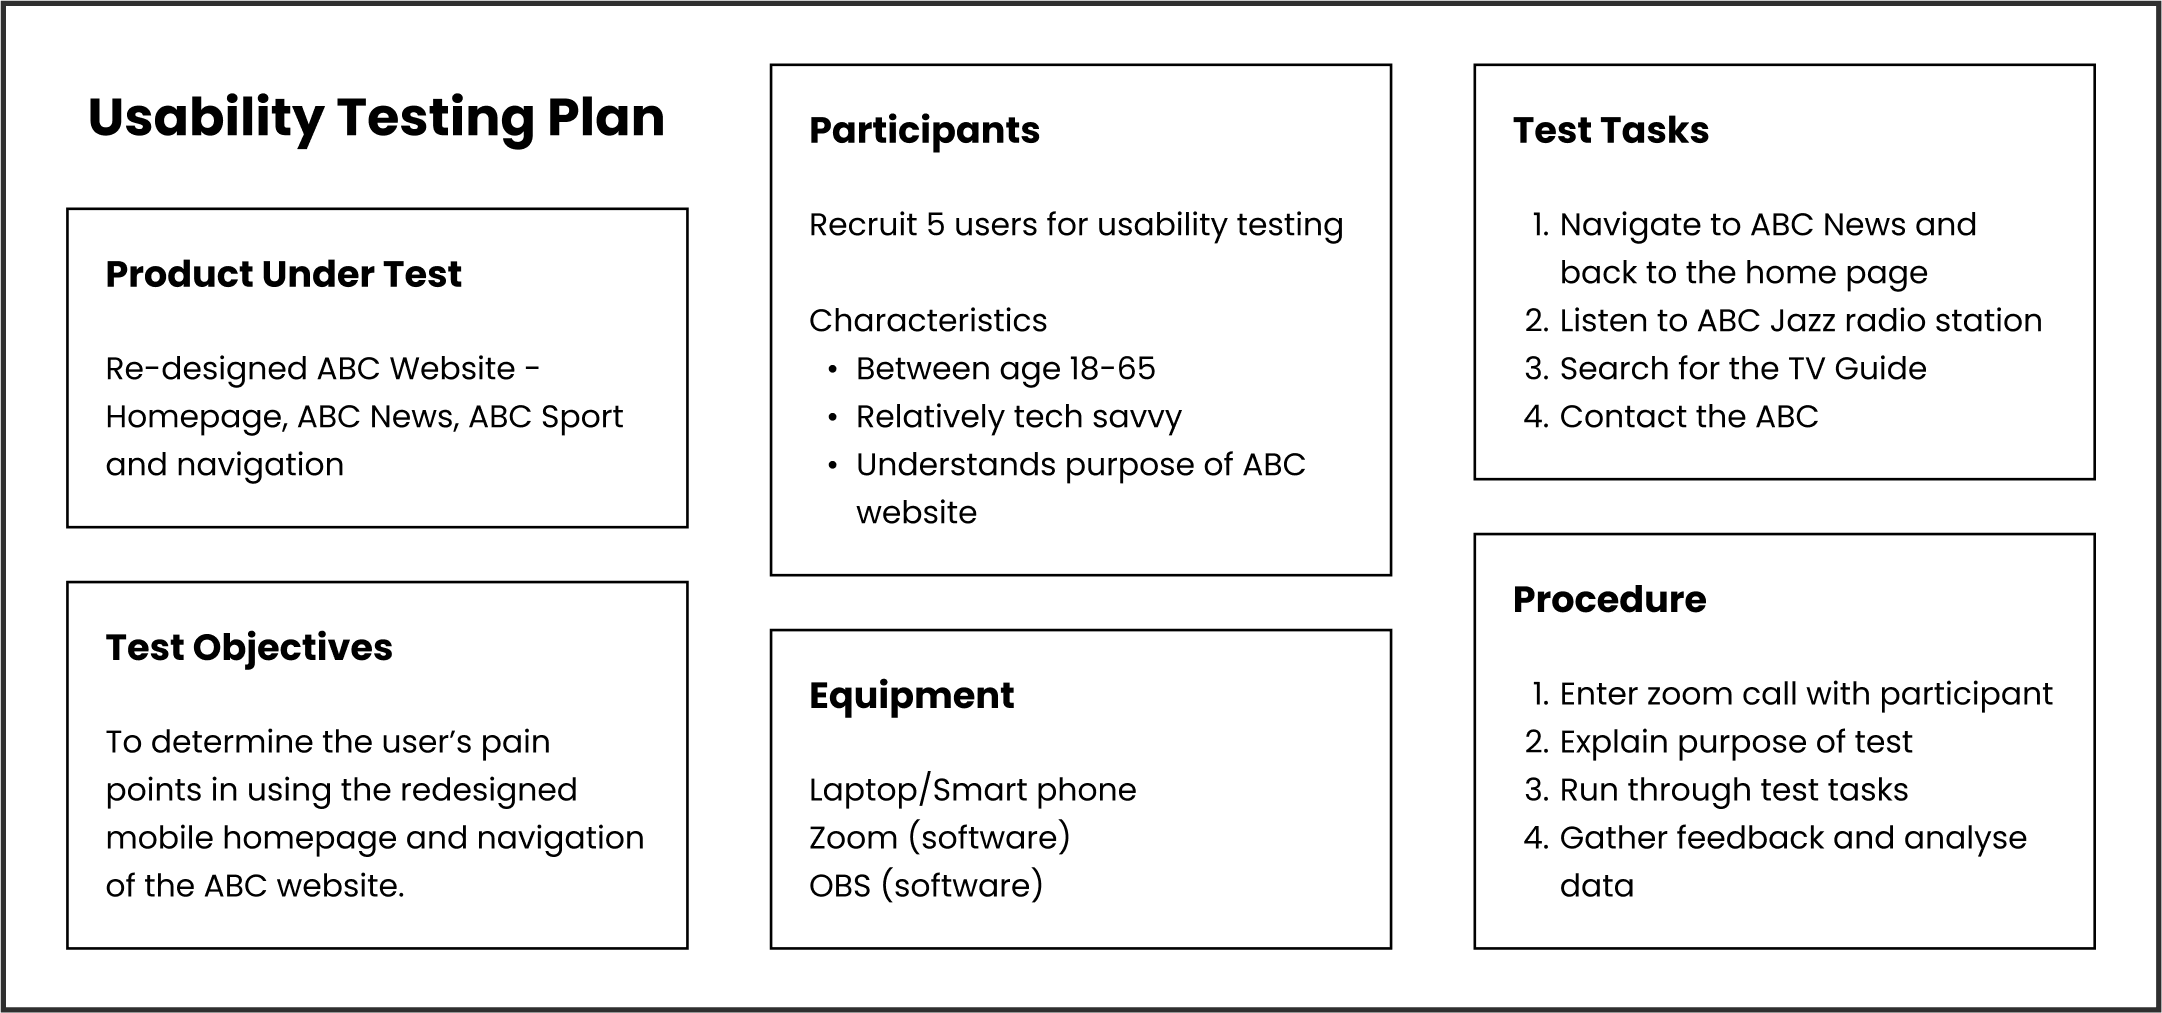 Usability Testing Plan
Product Under Test
Re-designed ABC Website -
Homepage, ABC News, ABC Sport
and navigation
Test Objectives
To determine the user’s pain
points in using the redesigned
mobile homepage and navigation
of the ABC website.
Participants
Recruit 5 users for usability testing
Characteristics
• Between age 18-65
• Relatively tech savvy
• Understands purpose of ABC
website
Equipment
Laptop/Smart phone
Zoom (software)
OBS (software)
Test Tasks
1. Navigate to ABC News and
back to the home page
2. Listen to ABC Jazz radio station
3. Search for the TV Guide
4. Contact the ABC
Procedure
1. Enter zoom call with participant
2. Explain purpose of test
3. Run through test tasks
4. Gather feedback and analyse
data